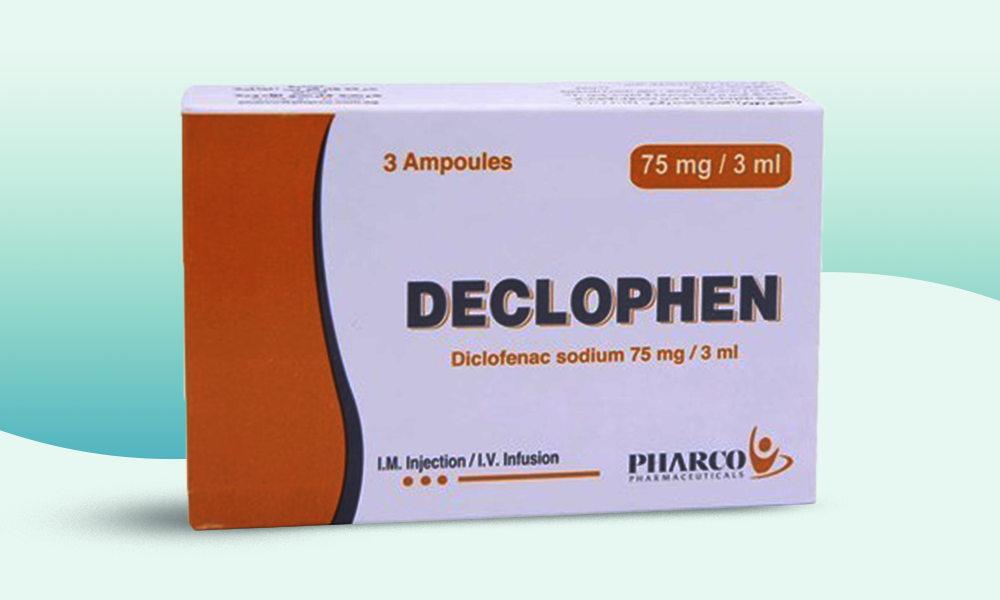 3 Ampoules
75 mg / 3 ml
DECLOPHEN
Diclofenac sodium 75 mg / 3 ml
I.M. Injection / I.V. Infusion
PHARCO
PHARMACEUTICALS